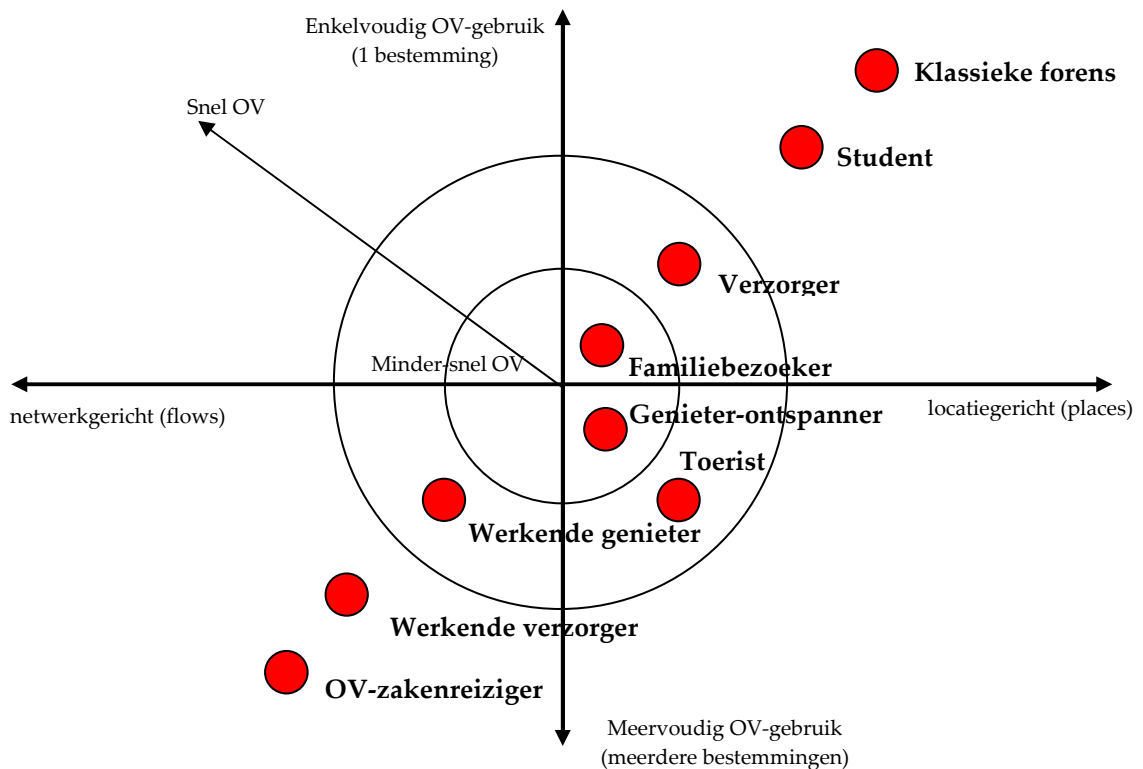 Enkelvoudig OV-gebruik
(1 bestemming)
Klassieke forens
Snel OV
Student
Verzorger
Minder-snel OV
Familiebezoeker
netwerkgericht (flows)
Genieter-ontspanner
locatiegericht (places)
Toerist
Werkende genieter
Werkende verzorger
OV-zakenreiziger
Meervoudig OV-gebruik
(meerdere bestemmingen)